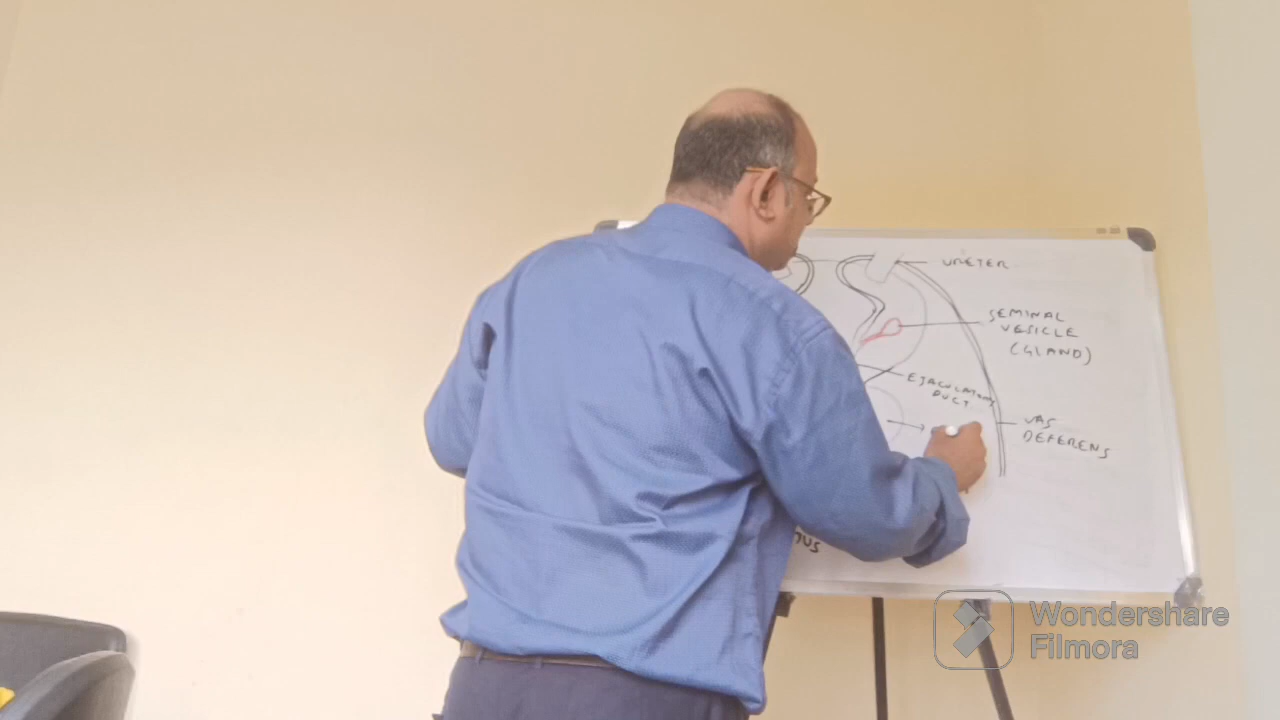 URETER
SEMINAL
VESICLE
(GLAND)
EJACULATORY
DUCT
VAS
DEFERENS
Wondershare
Filmora